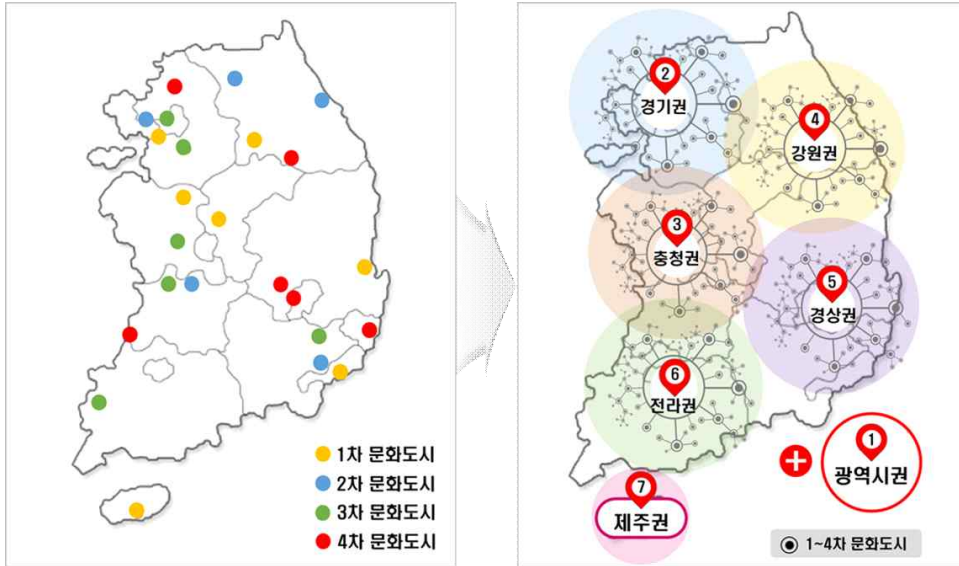 1차 문화도시
2차 문화도시
3차 문화도시
4차 문화도시
2
경기권
4
강원권
3
충청권
5
경상권
6
전라권
1
광역시권
7
제주권
1~4차 문화도시